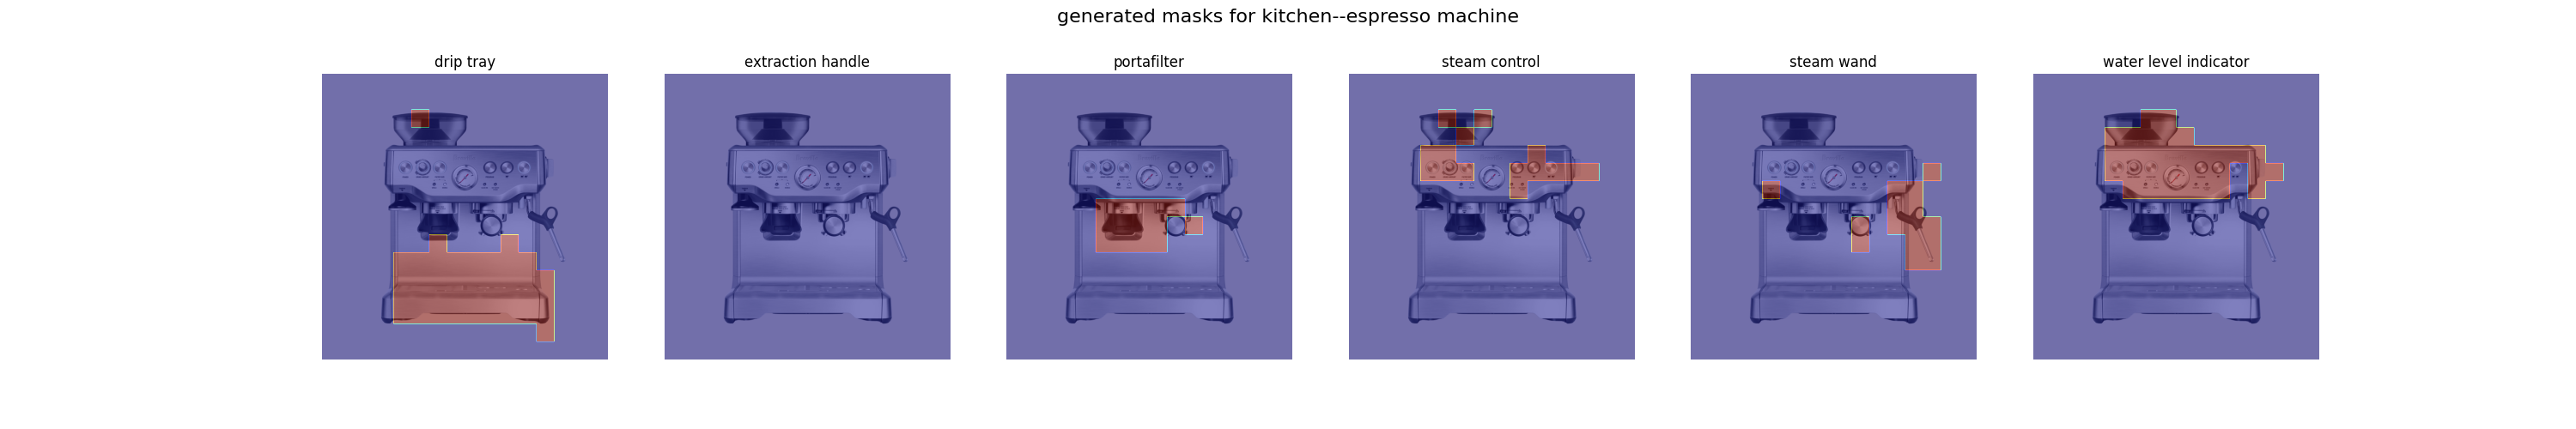 generated masks for kitchen--espresso machine
drip tray
extraction handle
portafilter
steam control
steam wand
water level indicator